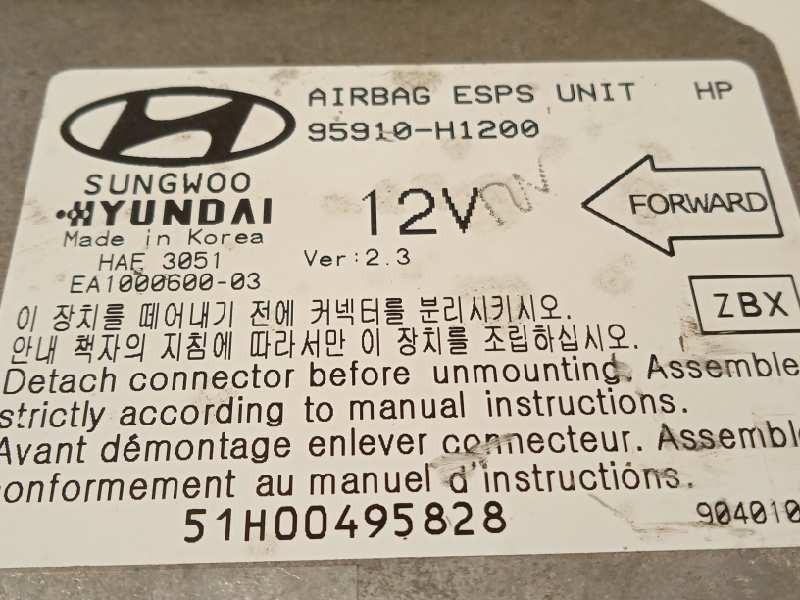 AIRBAG ESPS UNIT HP
95910-H1200
SUNGWOO
HYUNDAI
12V
FORWARD
Made in Korea
HAE 3051
Ver:2.3
EA1000600-03
ZBX
이 장치를 떼어내기 전에 커넥터를 분리시키시오.
안내 책자의 지침에 따라서만 이 장치를 조립하십시오.
Detach connector before unmounting. Assemble
strictly according to manual instructions.
Avant démontage enlever connecteur. Assembl
conformement au manuel d'instructións.
51H00495828
904010